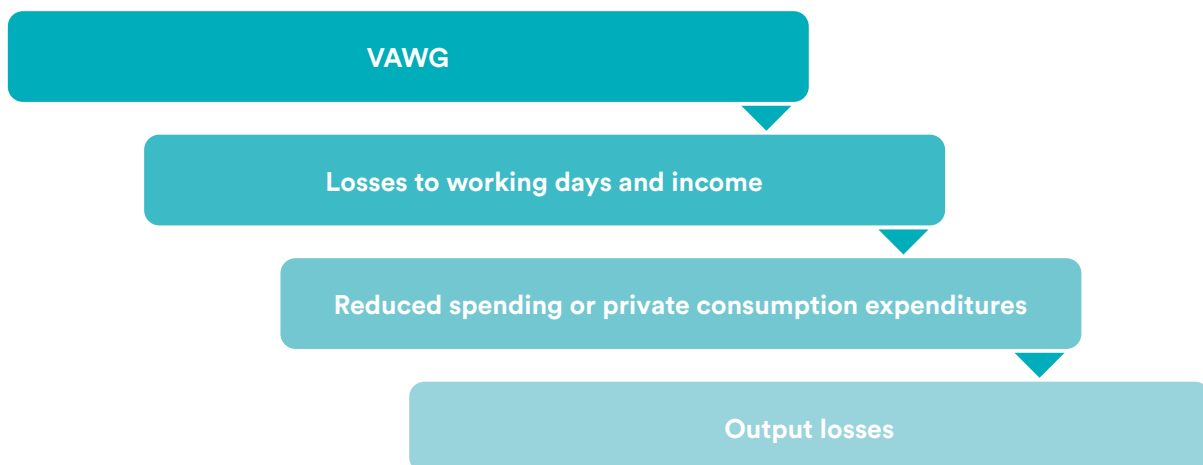 VAWG
Losses to working days and income
Reduced spending or private consumption expenditures
Output losses